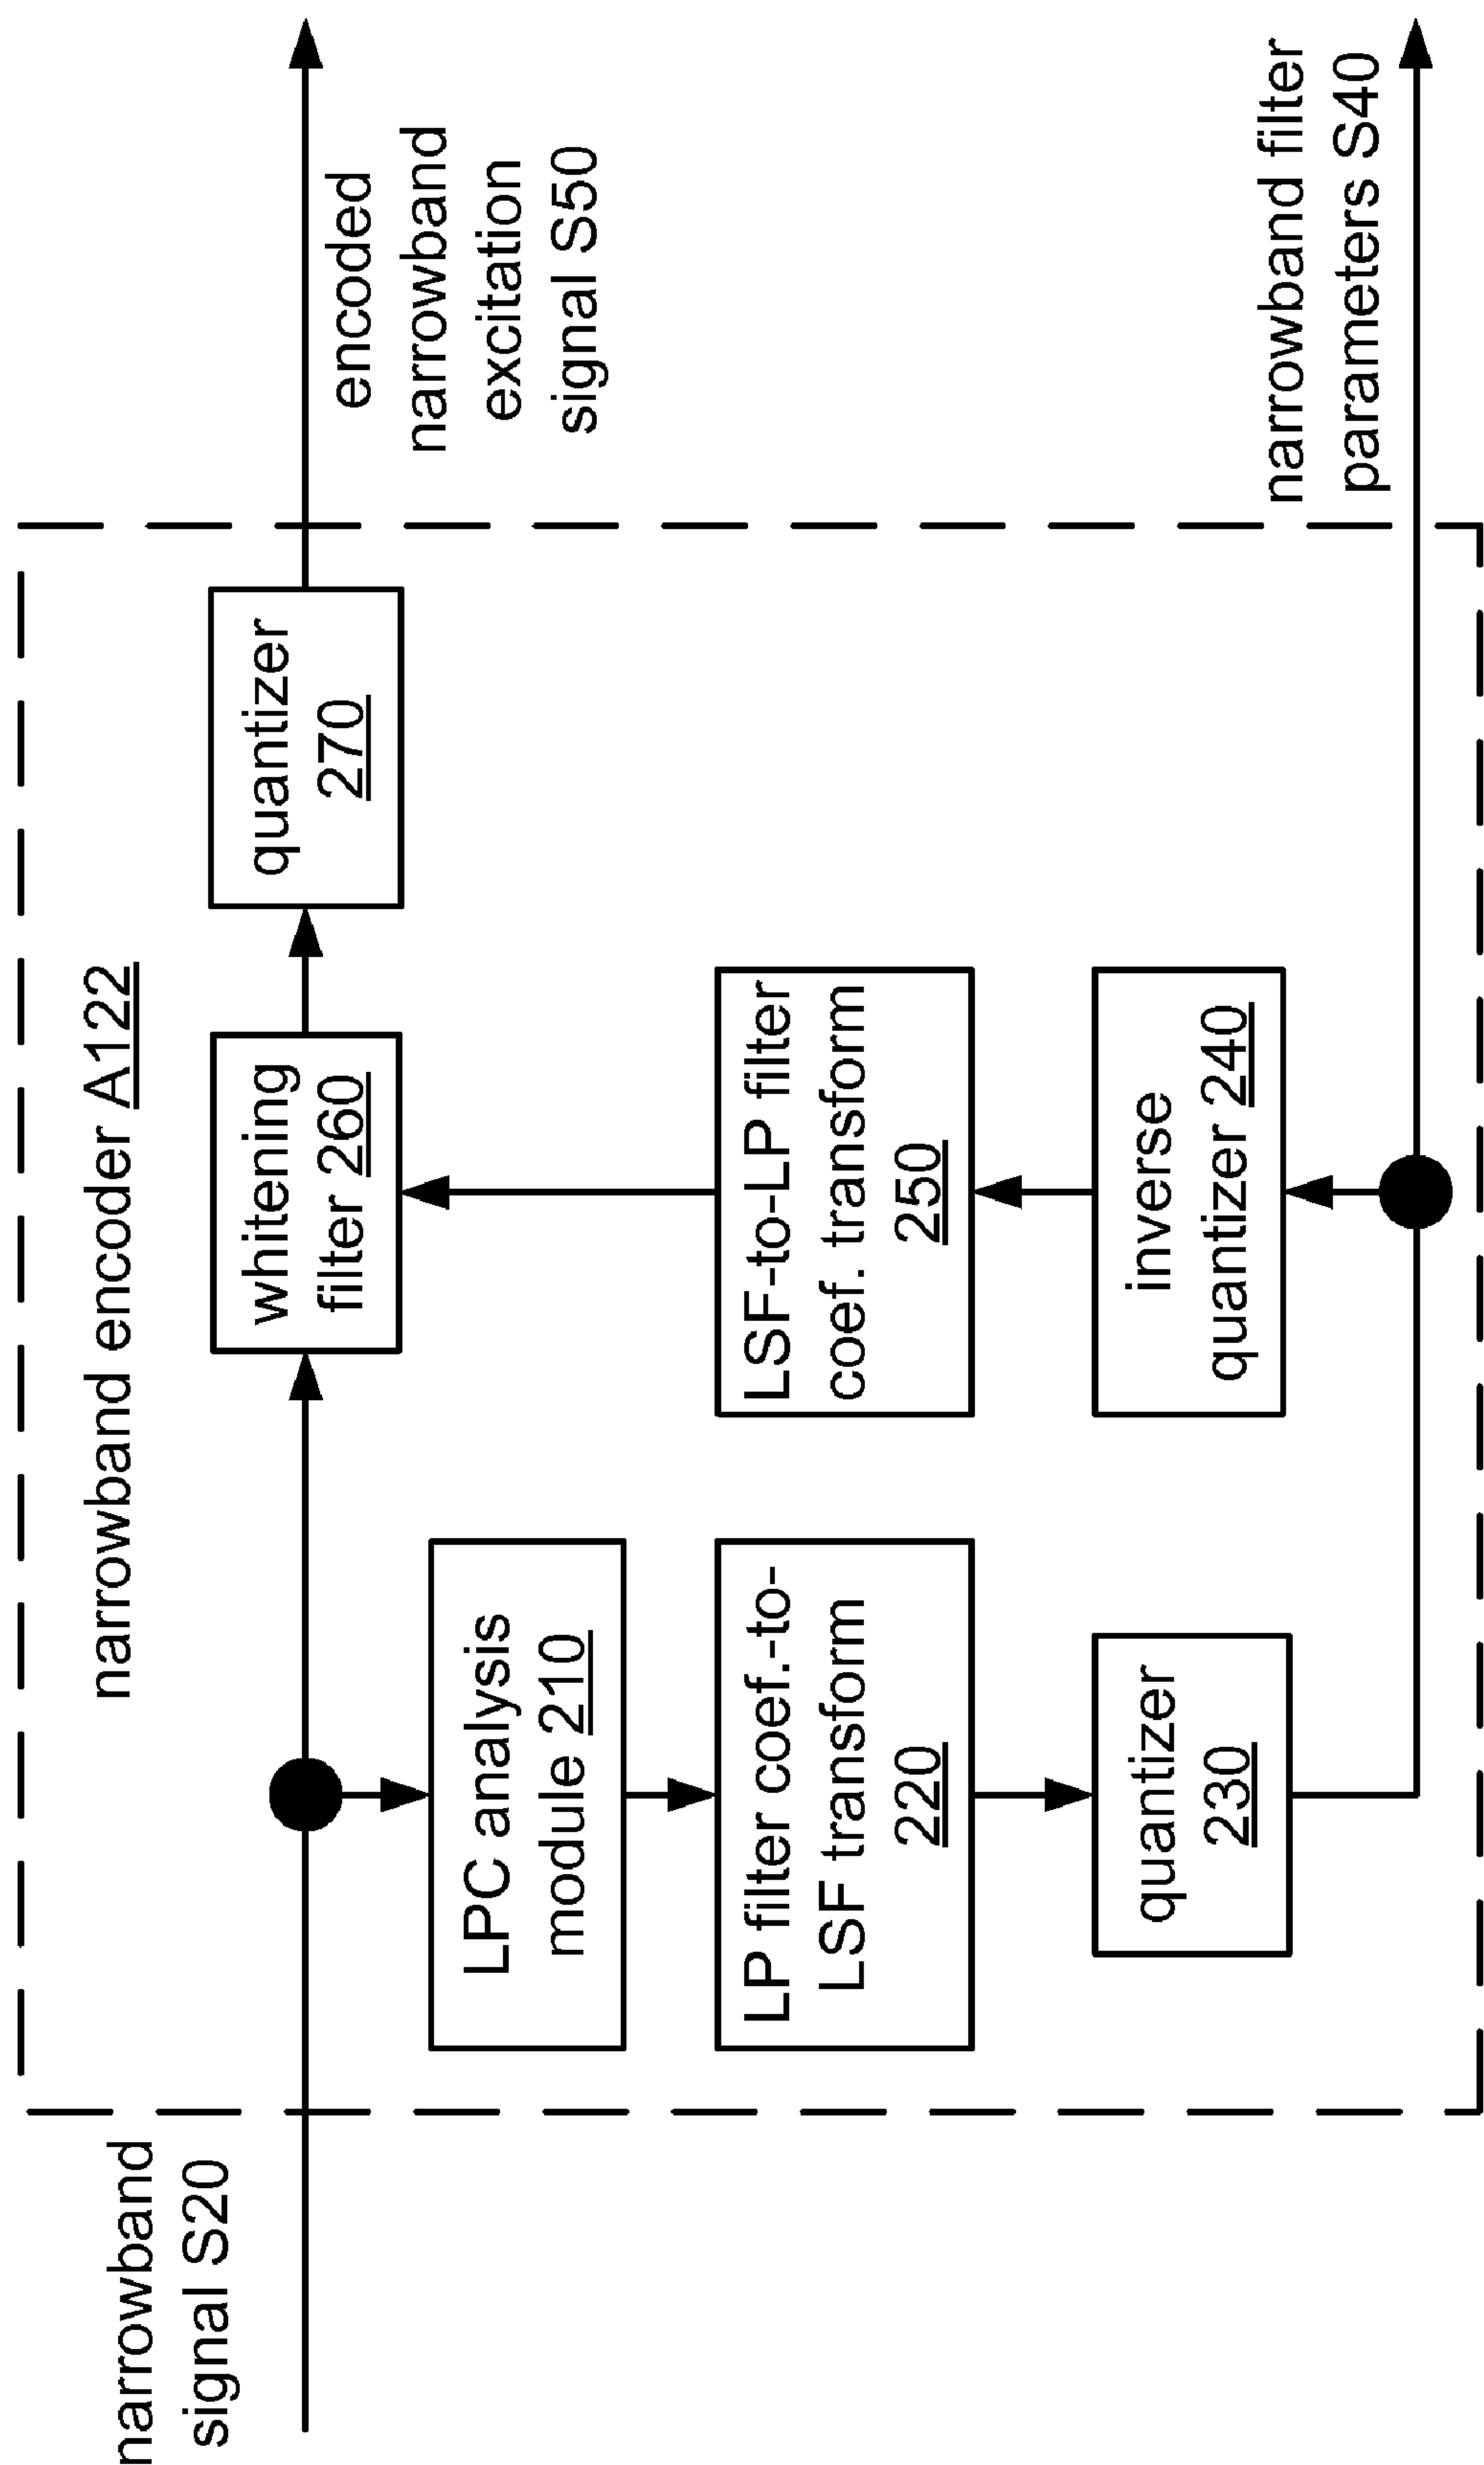 narrowband encoder A122
narrowband
signal S20
whitening
filter 260
quantizer
270
encoded
narrowband
excitation
signal S50
LPC analysis
module 210
LP filter coef.-to-
LSF transform
220
LSF-to-LP filter
coef. transform
250
quantizer
230
inverse
quantizer 240
narrowband filter
parameters S40